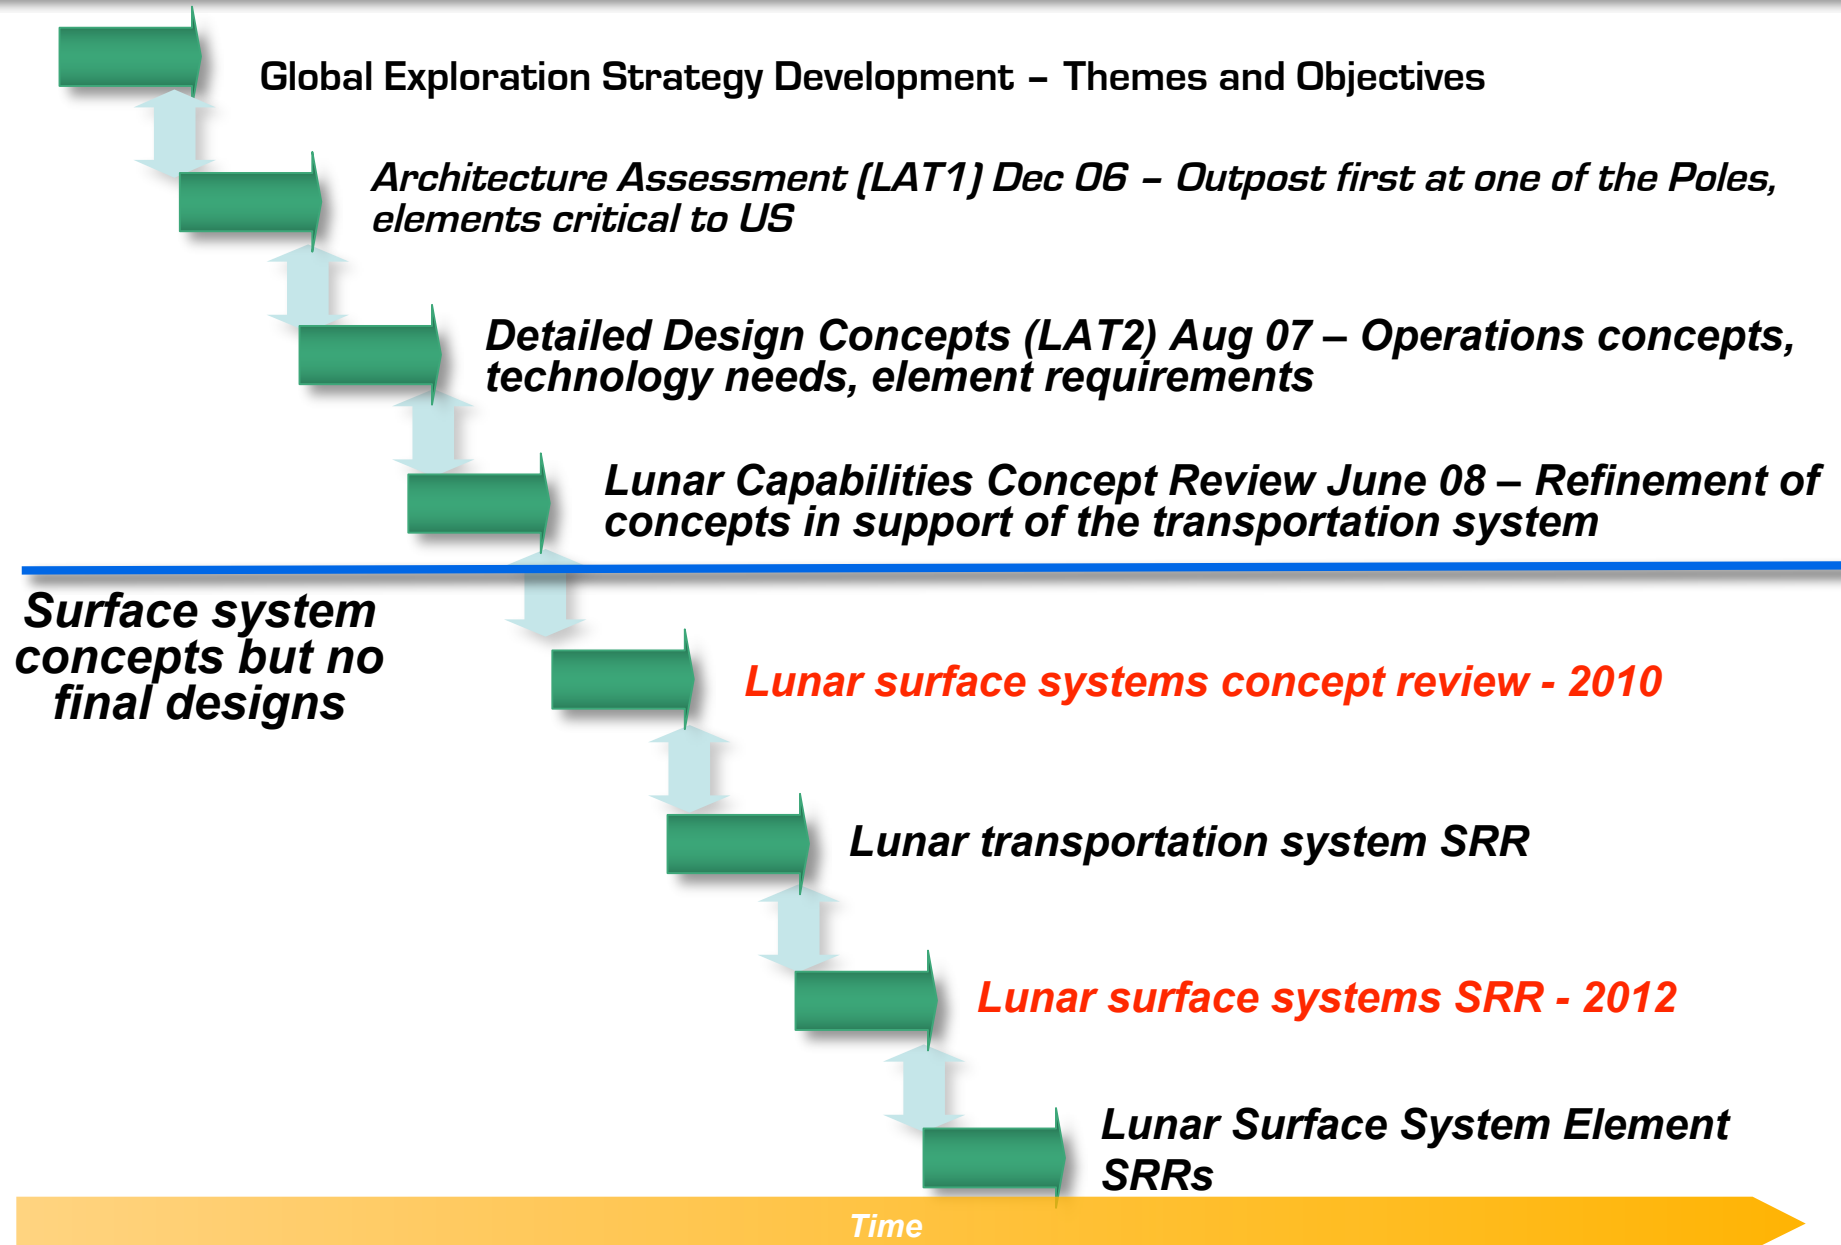 Global Exploration Strategy Development – Themes and Objectives
Architecture Assessment (LAT1) Dec 06 – Outpost first at one of the Poles,
elements critical to US
Detailed Design Concepts (LAT2) Aug 07 – Operations concepts,
technology needs, element requirements
Lunar Capabilities Concept Review June 08 – Refinement of
concepts in support of the transportation system
Surface system
concepts but no
final designs
Lunar surface systems concept review - 2010
Lunar transportation system SRR
Lunar surface systems SRR - 2012
Lunar Surface System Element
SRRs
Time